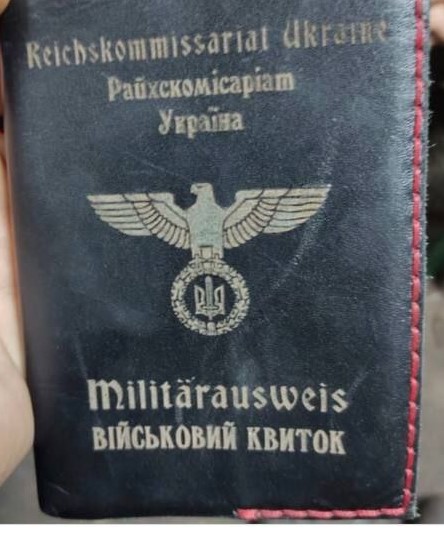 Reichskommissariat Ukraine
Райхскомісаріат
Україна
Militärausweis
ВІЙСЬКОВИЙ КВИТОК